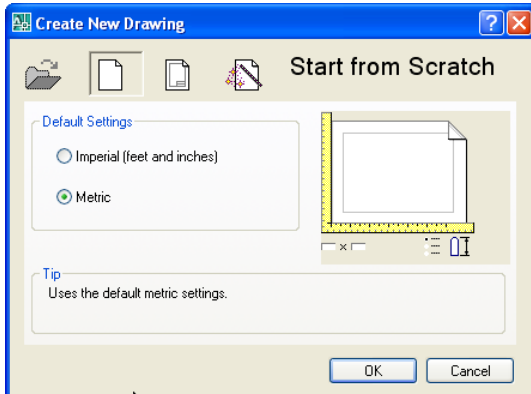 Create New Drawing
Start from Scratch
Default Settings
Imperial (feet and inches)
Metric
Tip
Uses the default metric settings.
OK
Cancel